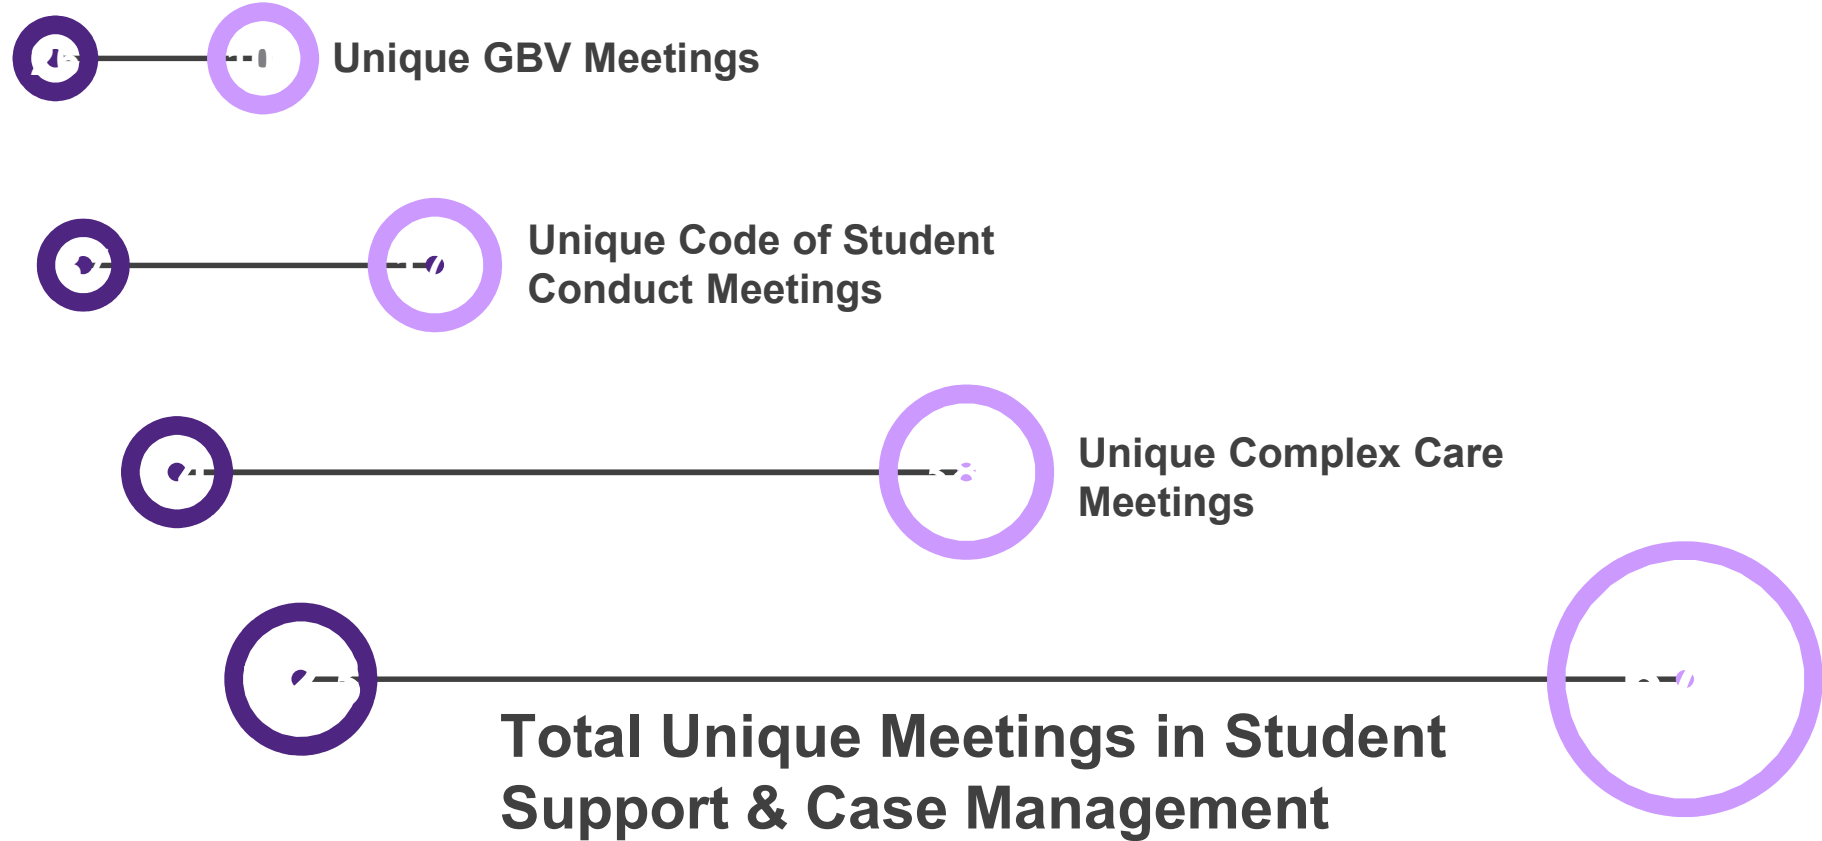 Unique GBV Meetings
Unique Code of Student
Conduct Meetings
Unique Complex Care
Meetings
Total Unique Meetings in Student
Support & Case Management